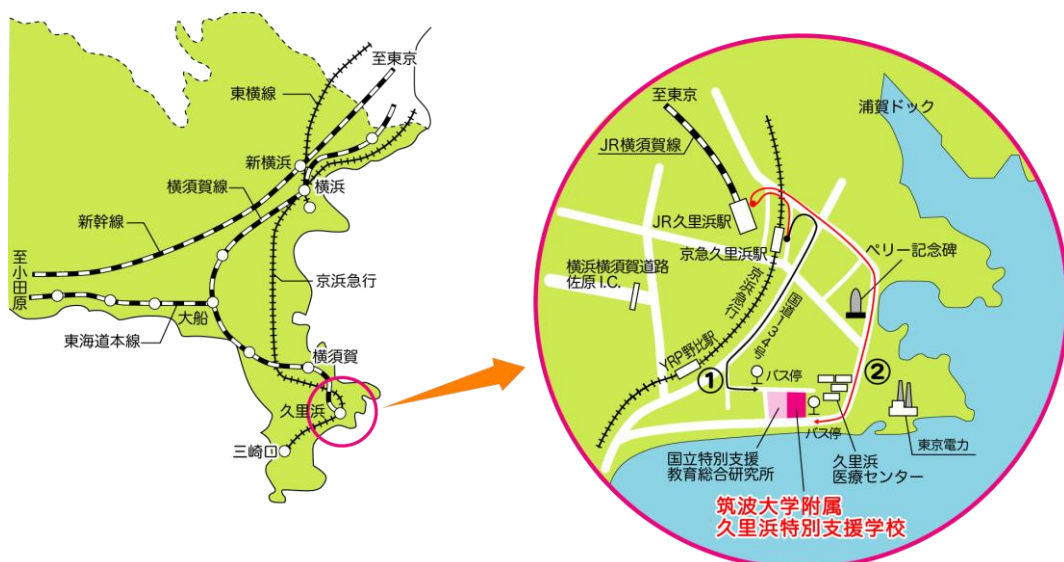 至東京
東横線
新横浜
横須賀線
横浜
新幹線
至小田原
京浜急行
大船
東海道本線
横須賀
久里浜
三崎口
浦賀ドック
至東京
JR横須賀線
JR久里浜駅
京急久里浜駅
ペリー記念碑
横浜横須賀道路
佐原I.C.
京浜急行
国道134号
YRP野比駅
①
バス停
②
バス停
東京電力
国立特別支援
教育総合研究所
久里浜
医療センター
筑波大学附属
久里浜特別支援学校